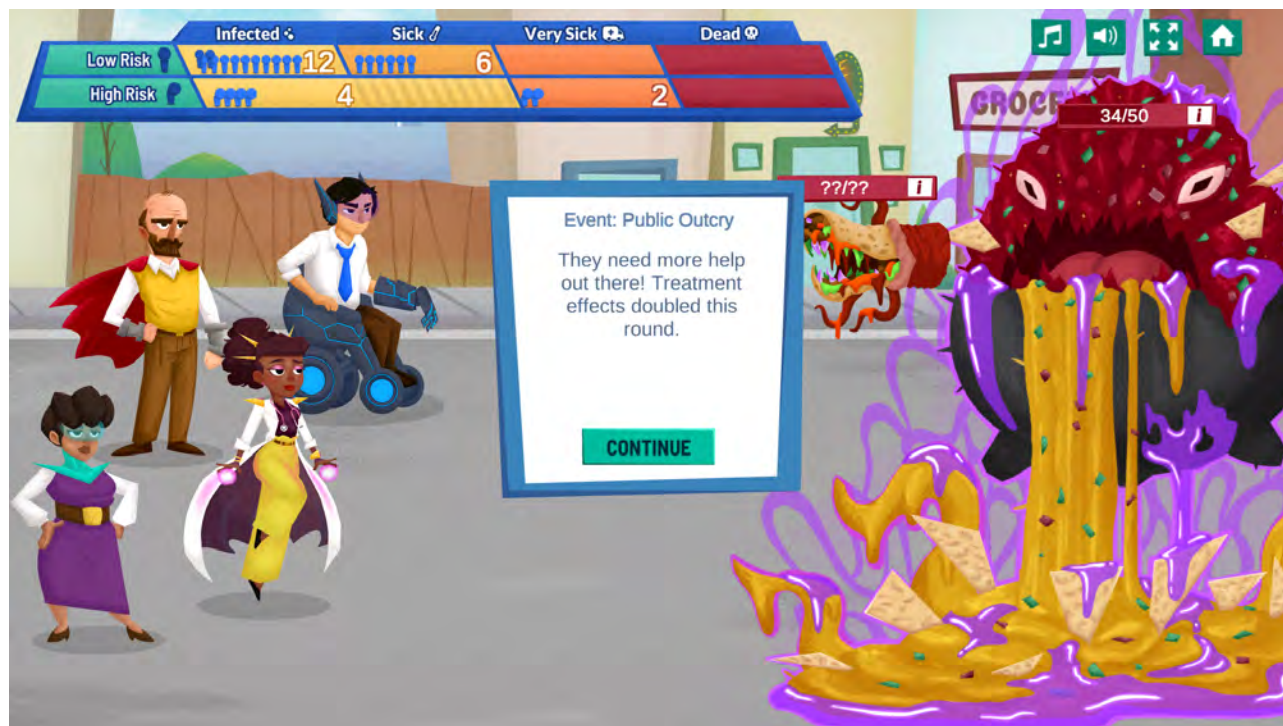 Infected Sick Very Sick Dead
Low Risk 12 6
High Risk 4 2
GROCE
34/50 i
??/?? i
Event: Public Outcry
They need more help
out there! Treatment
effects doubled this
round.
CONTINUE